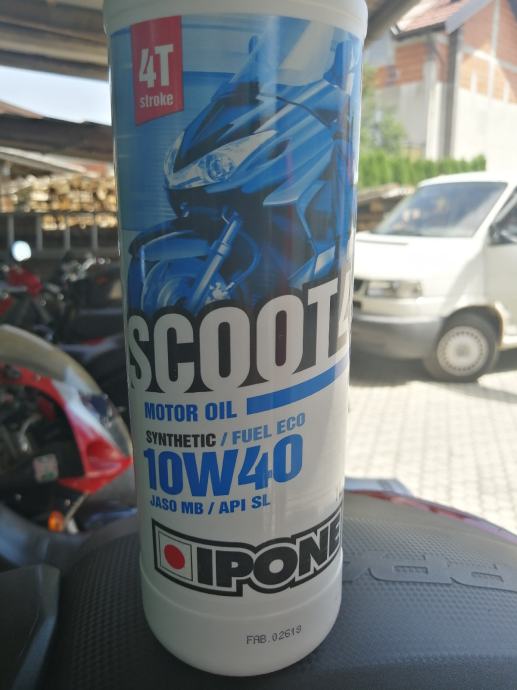 4T
stroke
SCOOT4
MOTOR OIL
SYNTHETIC / FUEL ECO
10W40
JASO MB / API SL
IPONE
FAB.02619